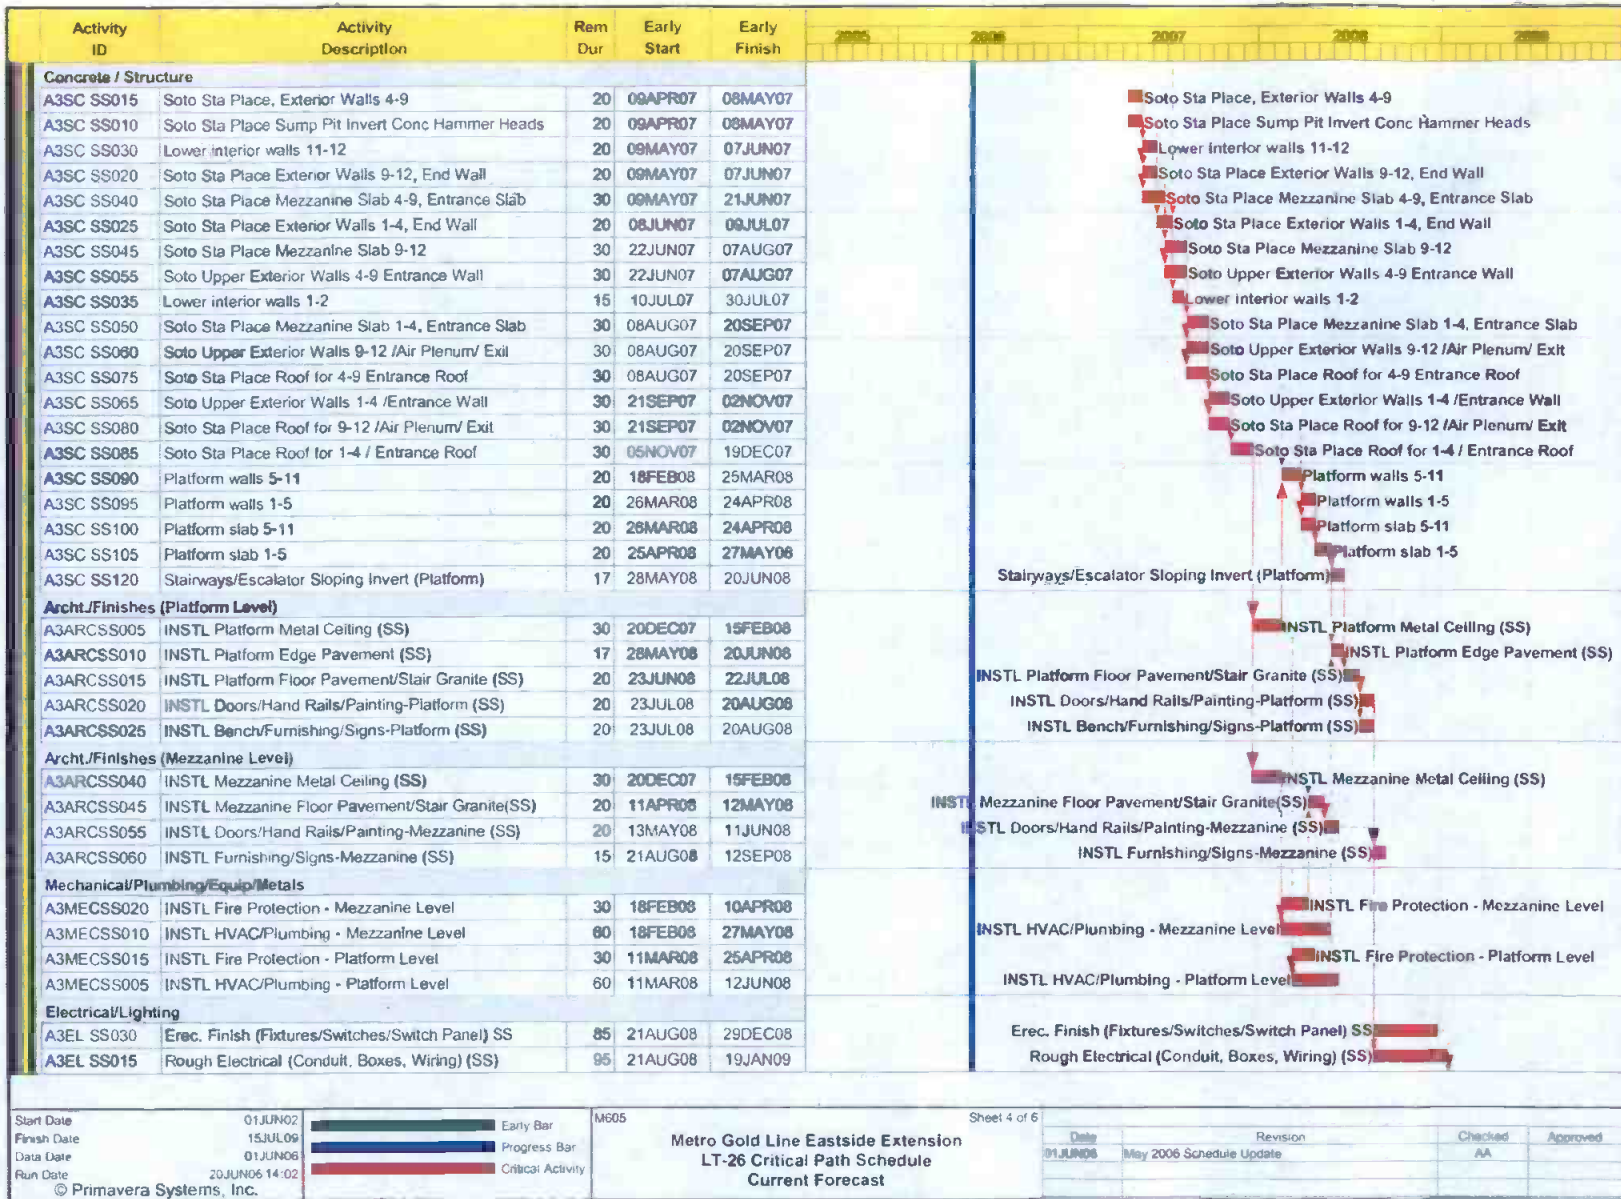 Activity ID Activity Description Rem Dur Early Start Early Finish 2005 2006 2007 2008 2009
Concrete / Structure
A3SC SS015 Soto Sta Place, Exterior Walls 4-9 20 09APR07 08MAY07 Soto Sta Place, Exterior Walls 4-9
A3SC SS010 Soto Sta Place Sump Pit Invert Conc Hammer Heads 20 09APR07 08MAY07 Soto Sta Place Sump Pit Invert Conc Hammer Heads
A3SC SS030 Lower interior walls 11-12 20 09MAY07 07JUN07 Lower interior walls 11-12
A3SC SS020 Soto Sta Place Exterior Walls 9-12, End Wall 20 09MAY07 07JUN07 Soto Sta Place Exterior Walls 9-12, End Wall
A3SC SS040 Soto Sta Place Mezzanine Slab 4-9, Entrance Slab 30 09MAY07 21JUN07 Soto Sta Place Mezzanine Slab 4-9, Entrance Slab
A3SC SS025 Soto Sta Place Exterior Walls 1-4, End Wall 20 08JUN07 09JUL07 Soto Sta Place Exterior Walls 1-4, End Wall
A3SC SS045 Soto Sta Place Mezzanine Slab 9-12 30 22JUN07 07AUG07 Soto Sta Place Mezzanine Slab 9-12
A3SC SS055 Soto Upper Exterior Walls 4-9 Entrance Wall 30 22JUN07 07AUG07 Soto Upper Exterior Walls 4-9 Entrance Wall
A3SC SS035 Lower interior walls 1-2 15 10JUL07 30JUL07 Lower interior walls 1-2
A3SC SS050 Soto Sta Place Mezzanine Slab 1-4, Entrance Slab 30 08AUG07 20SEP07 Soto Sta Place Mezzanine Slab 1-4, Entrance Slab
A3SC SS060 Soto Upper Exterior Walls 9-12 /Air Plenum/ Exit 30 08AUG07 20SEP07 Soto Upper Exterior Walls 9-12 /Air Plenum/ Exit
A3SC SS075 Soto Sta Place Roof for 4-9 Entrance Roof 30 08AUG07 20SEP07 Soto Sta Place Roof for 4-9 Entrance Roof
A3SC SS065 Soto Upper Exterior Walls 1-4 /Entrance Wall 30 21SEP07 02NOV07 Soto Upper Exterior Walls 1-4 /Entrance Wall
A3SC SS080 Soto Sta Place Roof for 9-12 /Air Plenum/ Exit 30 21SEP07 02NOV07 Soto Sta Place Roof for 9-12 /Air Plenum/ Exit
A3SC SS085 Soto Sta Place Roof for 1-4 / Entrance Roof 30 05NOV07 19DEC07 Soto Sta Place Roof for 1-4 / Entrance Roof
A3SC SS090 Platform walls 5-11 20 18FEB08 25MAR08 Platform walls 5-11
A3SC SS095 Platform walls 1-5 20 26MAR08 24APR08 Platform walls 1-5
A3SC SS100 Platform slab 5-11 20 26MAR08 24APR08 Platform slab 5-11
A3SC SS105 Platform slab 1-5 20 25APR08 27MAY08 Platform slab 1-5
A3SC SS120 Stairways/Escalator Sloping Invert (Platform) 17 28MAY08 20JUN08 Stairways/Escalator Sloping Invert (Platform)
Archt./Finishes (Platform Level)
A3ARCSS005 INSTL Platform Metal Ceiling (SS) 30 20DEC07 15FEB08 INSTL Platform Metal Ceiling (SS)
A3ARCSS010 INSTL Platform Edge Pavement (SS) 17 28MAY08 20JUN08 INSTL Platform Edge Pavement (SS)
A3ARCSS015 INSTL Platform Floor Pavement/Stair Granite (SS) 20 23JUN08 22JUL08 INSTL Platform Floor Pavement/Stair Granite (SS)
A3ARCSS020 INSTL Doors/Hand Rails/Painting-Platform (SS) 20 23JUL08 20AUG08 INSTL Doors/Hand Rails/Painting-Platform (SS)
A3ARCSS025 INSTL Bench/Furnishing/Signs-Platform (SS) 20 23JUL08 20AUG08 INSTL Bench/Furnishing/Signs-Platform (SS)
Archt./Finishes (Mezzanine Level)
A3ARCSS040 INSTL Mezzanine Metal Ceiling (SS) 30 20DEC07 15FEB08 INSTL Mezzanine Metal Ceiling (SS)
A3ARCSS045 INSTL Mezzanine Floor Pavement/Stair Granite(SS) 20 11APR08 12MAY08 INSTL Mezzanine Floor Pavement/Stair Granite(SS)
A3ARCSS055 INSTL Doors/Hand Rails/Painting-Mezzanine (SS) 20 13MAY08 11JUN08 INSTL Doors/Hand Rails/Painting-Mezzanine (SS)
A3ARCSS060 INSTL Furnishing/Signs-Mezzanine (SS) 15 21AUG08 12SEP08 INSTL Furnishing/Signs-Mezzanine (SS)
Mechanical/Plumbing/Equip/Metals
A3MECSS020 INSTL Fire Protection - Mezzanine Level 30 18FEB08 10APR08 INSTL Fire Protection - Mezzanine Level
A3MECSS010 INSTL HVAC/Plumbing - Mezzanine Level 60 18FEB08 27MAY08 INSTL HVAC/Plumbing - Mezzanine Level
A3MECSS015 INSTL Fire Protection - Platform Level 30 11MAR08 25APR08 INSTL Fire Protection - Platform Level
A3MECSS005 INSTL HVAC/Plumbing - Platform Level 60 11MAR08 12JUN08 INSTL HVAC/Plumbing - Platform Level
Electrical/Lighting
A3EL SS030 Erec. Finish (Fixtures/Switches/Switch Panel) SS 85 21AUG08 29DEC08 Erec. Finish (Fixtures/Switches/Switch Panel) SS
A3EL SS015 Rough Electrical (Conduit, Boxes, Wiring) (SS) 95 21AUG08 19JAN09 Rough Electrical (Conduit, Boxes, Wiring) (SS)
Start Date 01JUN02
Finish Date 15JUL09
Data Date 01JUN06
Run Date 20JUN06 14:02
© Primavera Systems, Inc.
Early Bar
Progress Bar
Critical Activity
M605
Sheet 4 of 6
Metro Gold Line Eastside Extension
LT-26 Critical Path Schedule
Current Forecast
Date Revision Checked Approved
01JUN06 May 2006 Schedule Update AA